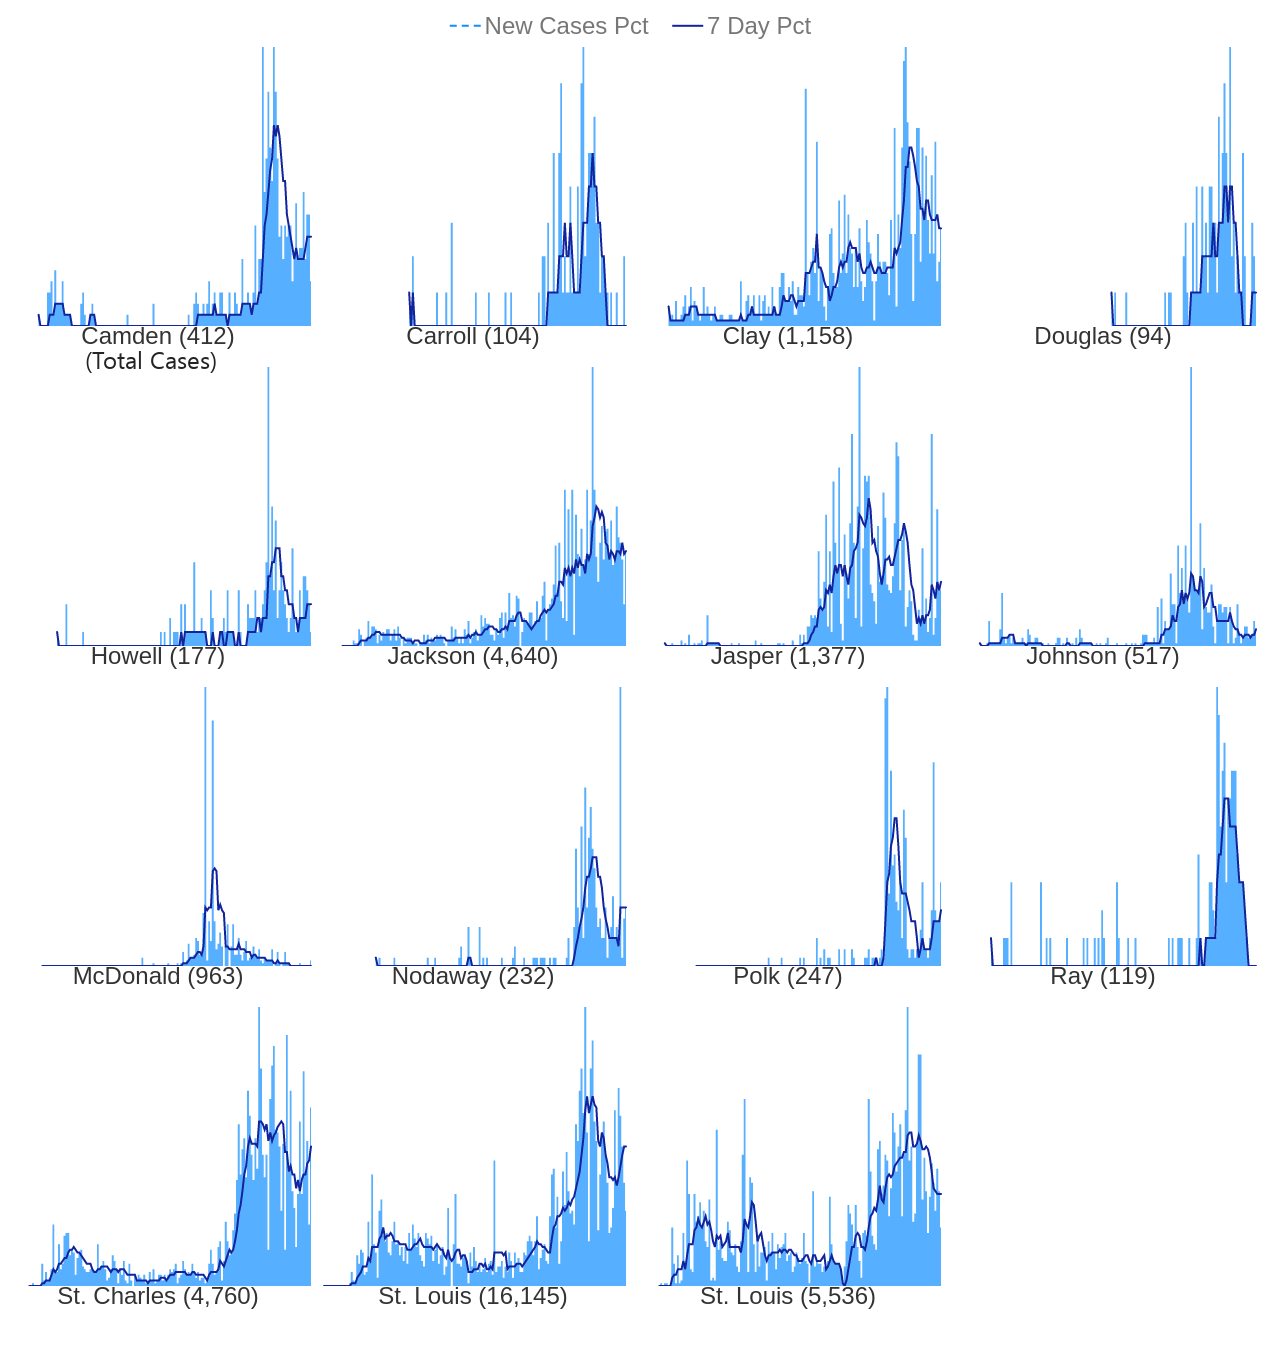 New Cases Pct 7 Day Pct
Camden (412) Carroll (104) Clay (1,158) Douglas (94)
(Total Cases)
Howell (177) Jackson (4,640) Jasper (1,377) Johnson (517)
McDonald (963) Nodaway (232) Polk (247) Ray (119)
St. Charles (4,760) St. Louis (16,145) St. Louis (5,536)